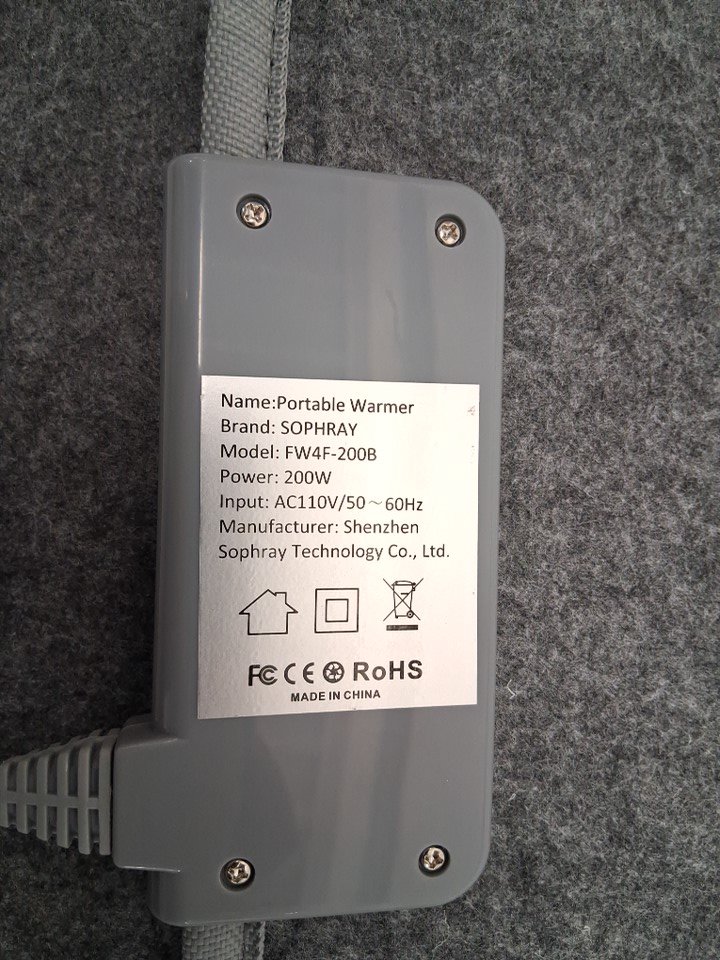 Name:Portable Warmer
Brand: SOPHRAY
Model: FW4F-200B
Power: 200W
Input: AC110V/50～60Hz
Manufacturer: Shenzhen
Sophray Technology Co., Ltd.
FC CE RoHS
MADE IN CHINA